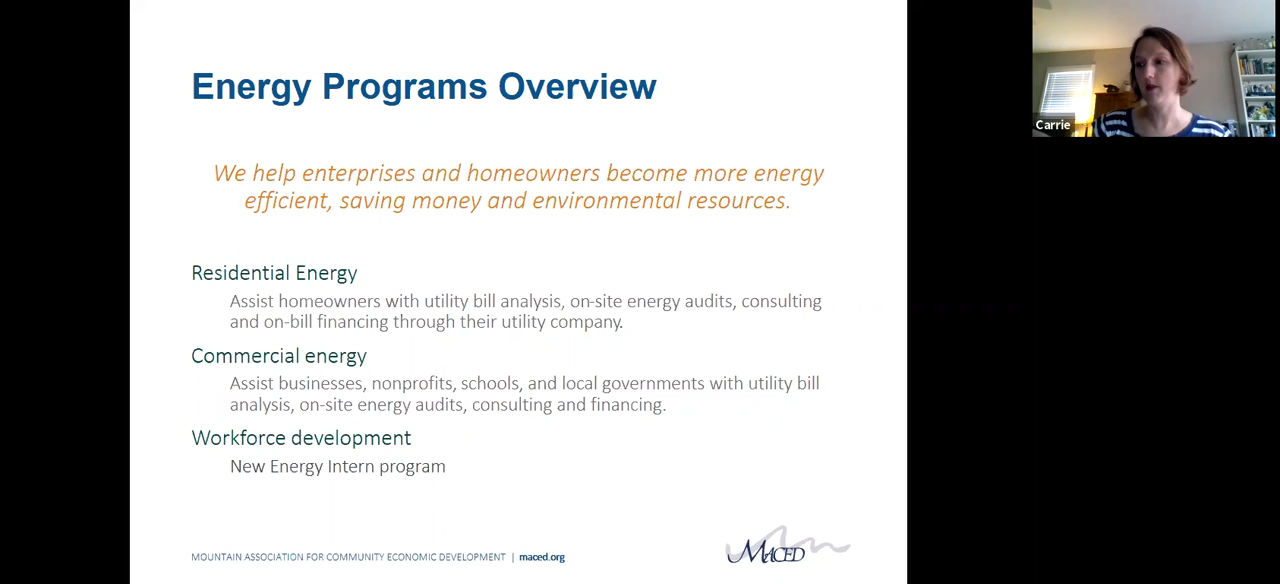 Energy Programs Overview
Carrie
We help enterprises and homeowners become more energy
efficient, saving money and environmental resources.
Residential Energy
Assist homeowners with utility bill analysis, on-site energy audits, consulting
and on-bill financing through their utility company.
Commercial energy
Assist businesses, nonprofits, schools, and local governments with utility bill
analysis, on-site energy audits, consulting and financing.
Workforce development
New Energy Intern program
MOUNTAIN ASSOCIATION FOR COMMUNITY ECONOMIC DEVELOPMENT | maced.org
MACED